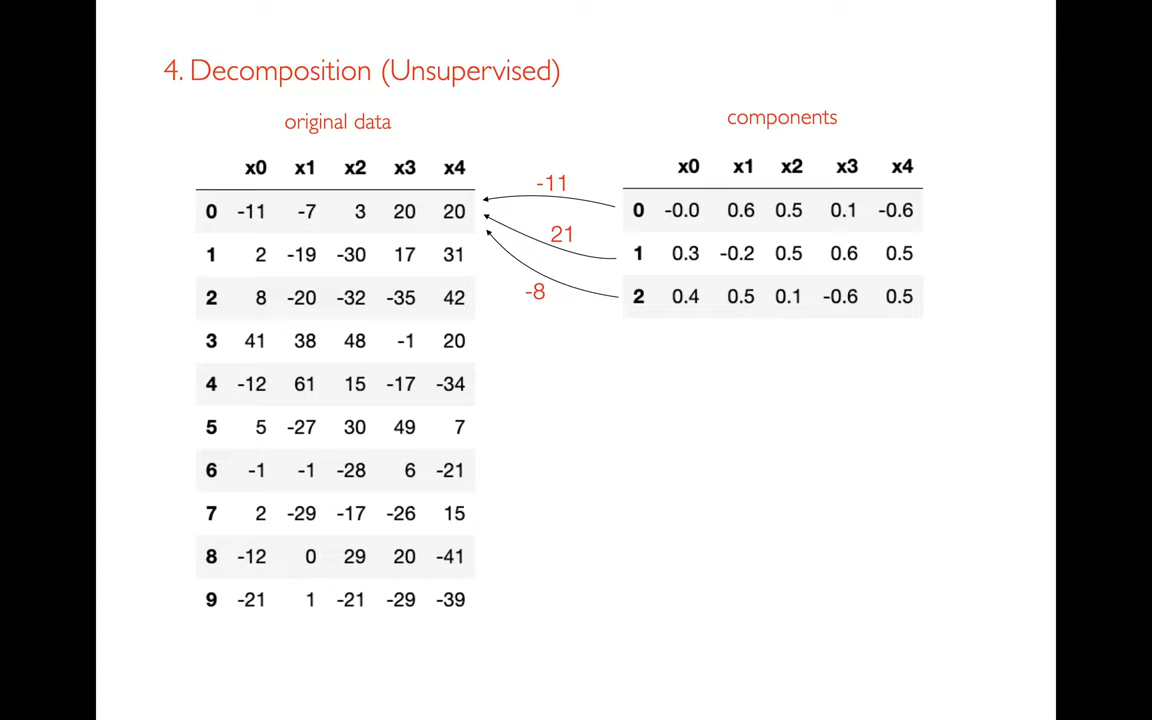 4. Decomposition (Unsupervised)
original data
x0 x1 x2 x3 x4
0 -11 -7 3 20 20
1 2 -19 -30 17 31
2 8 -20 -32 -35 42
3 41 38 48 -1 20
4 -12 61 15 -17 -34
5 5 -27 30 49 7
6 -1 -1 -28 6 -21
7 2 -29 -17 -26 15
8 -12 0 29 20 -41
9 -21 1 -21 -29 -39
-11
21
-8
components
x0 x1 x2 x3 x4
0 -0.0 0.6 0.5 0.1 -0.6
1 0.3 -0.2 0.5 0.6 0.5
2 0.4 0.5 0.1 -0.6 0.5